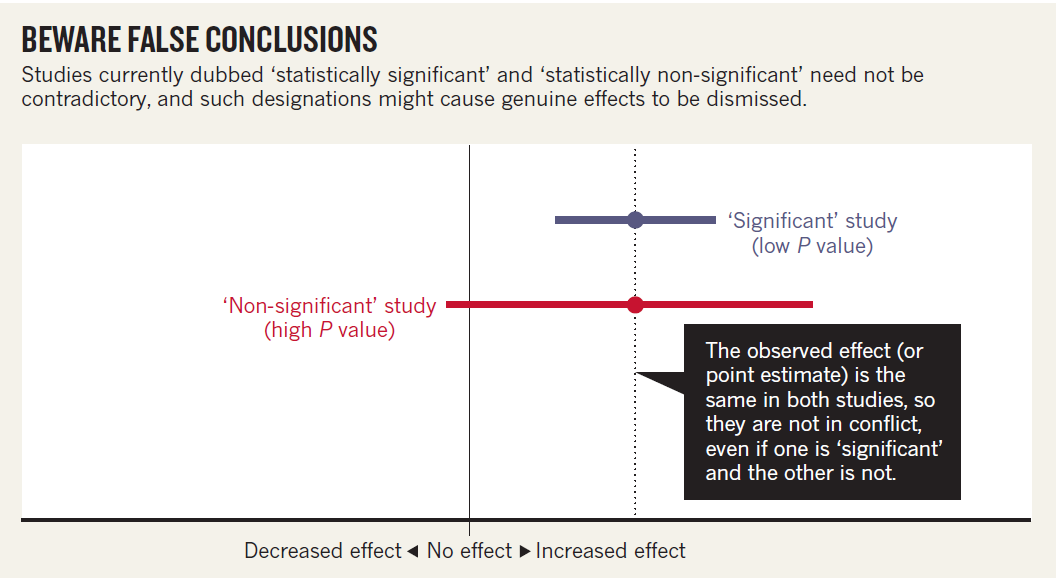 BEWARE FALSE CONCLUSIONS
Studies currently dubbed ‘statistically significant’ and ‘statistically non-significant’ need not be
contradictory, and such designations might cause genuine effects to be dismissed.
‘Significant’ study
(low P value)
‘Non-significant’ study
(high P value)
The observed effect (or
point estimate) is the
same in both studies, so
they are not in conflict,
even if one is ‘significant’
and the other is not.
Decreased effect ◀ No effect ▶ Increased effect